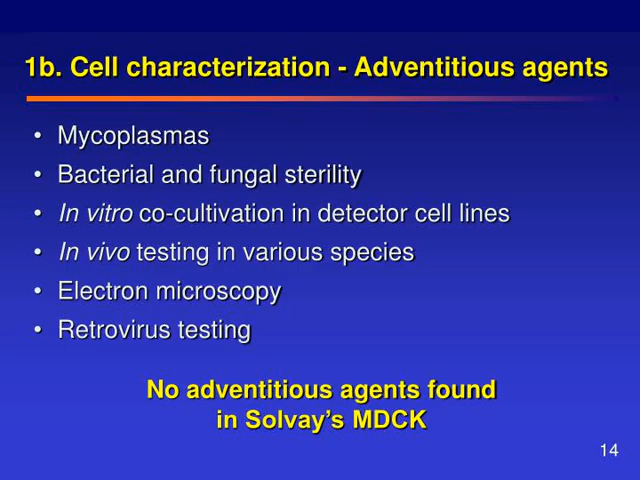 1b. Cell characterization - Adventitious agents
• Mycoplasmas
• Bacterial and fungal sterility
• In vitro co-cultivation in detector cell lines
• In vivo testing in various species
• Electron microscopy
• Retrovirus testing
No adventitious agents found
in Solvay’s MDCK
14